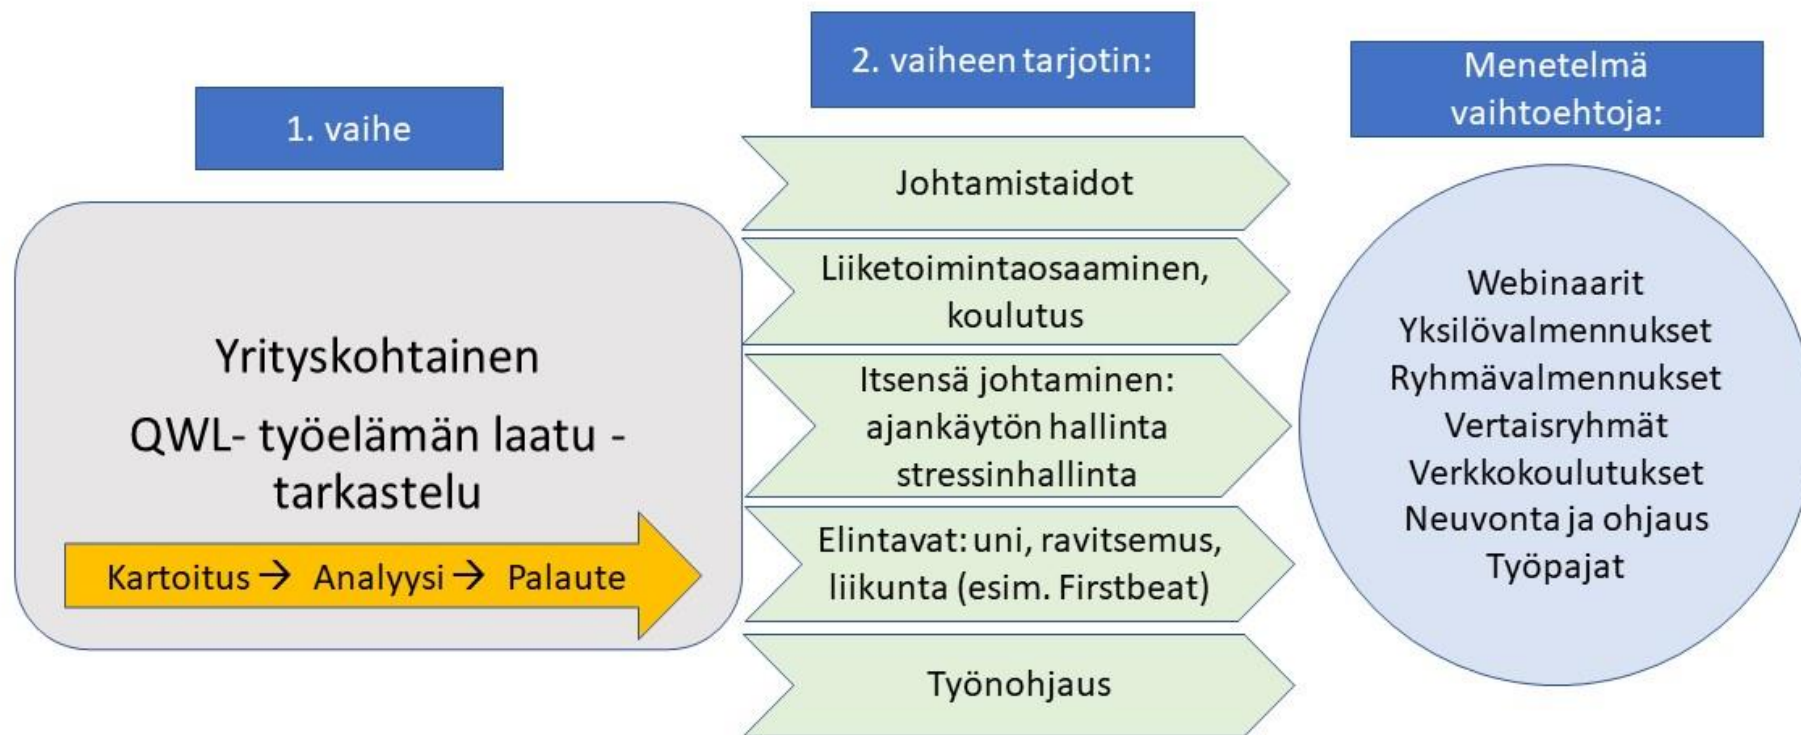 1. vaihe
Yrityskohtainen
QWL- työelämän laatu -
tarkastelu
Kartoitus → Analyysi → Palaute
2. vaiheen tarjotin:
Johtamistaidot
Liiketoimintaosaaminen,
koulutus
Itsensä johtaminen:
ajankäytön hallinta
stressinhallinta
Elintavat: uni, ravitsemus,
liikunta (esim. Firstbeat)
Työnohjaus
Menetelmä
vaihtoehtoja:
Webinaarit
Yksilövalmennukset
Ryhmävalmennukset
Vertaisryhmät
Verkkokoulutukset
Neuvonta ja ohjaus
Työpajat